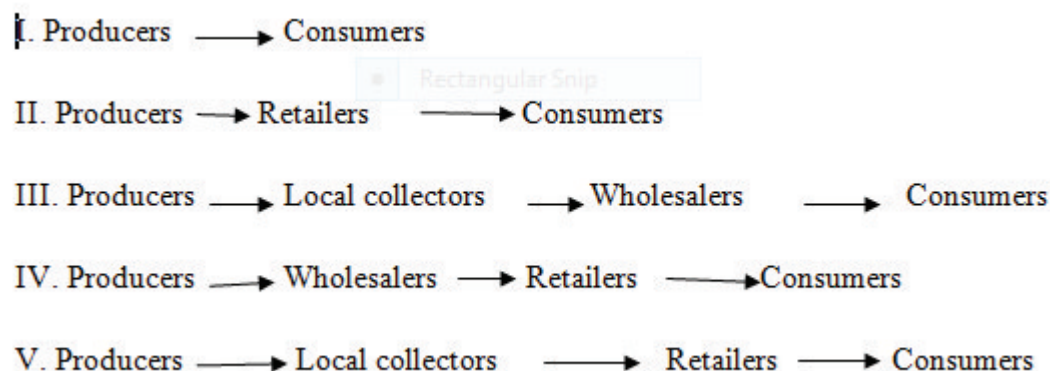 I. Producers → Consumers
Rectangular Snip
II. Producers → Retailers → Consumers
III. Producers → Local collectors → Wholesalers → Consumers
IV. Producers → Wholesalers → Retailers → Consumers
V. Producers → Local collectors → Retailers → Consumers